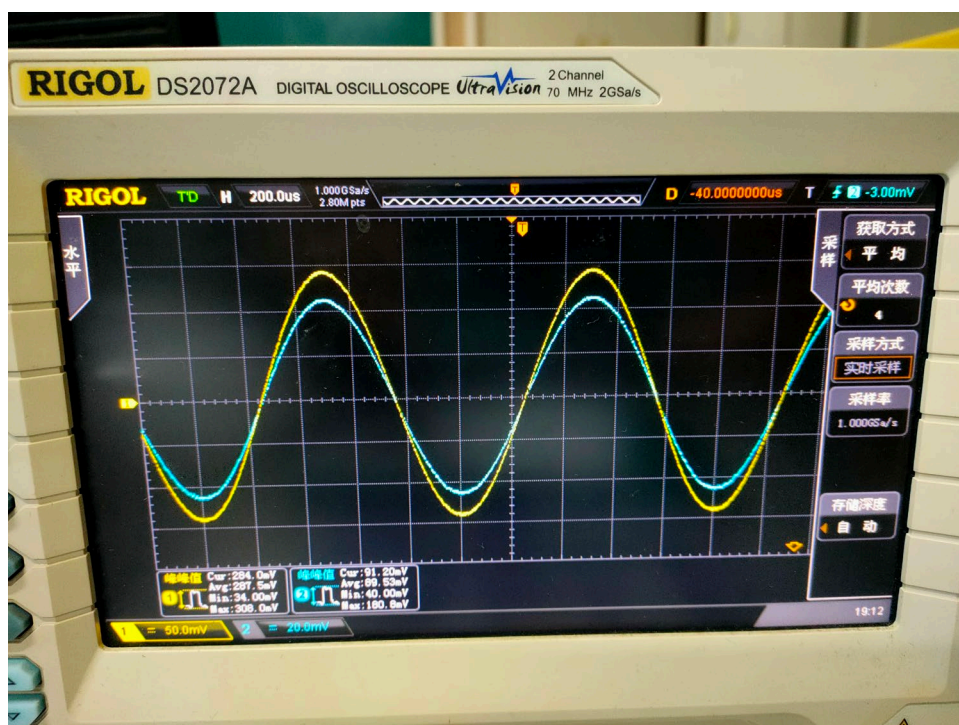 RIGOL DS2072A DIGITAL OSCILLOSCOPE UltraVision 2 Channel 70 MHz 2GSa/s
RIGOL T'D H 200.0us 1.000GSa/s 2.80M pts D -40.0000000us T 2 -3.00mV
水平
T
采样
获取方式
平均
平均次数
4
采样方式
实时采样
采样率
1.000GSa/s
存储深度
自动
1
峰峰值 Cur:284.0mV
Avg:287.5mV
1 Min:34.00mV
Max:308.0mV
峰峰值 Cur:91.20mV
Avg:89.53mV
2 Min:40.00mV
Max:180.8mV
1 = 50.0mV 2 = 20.0mV
19:12